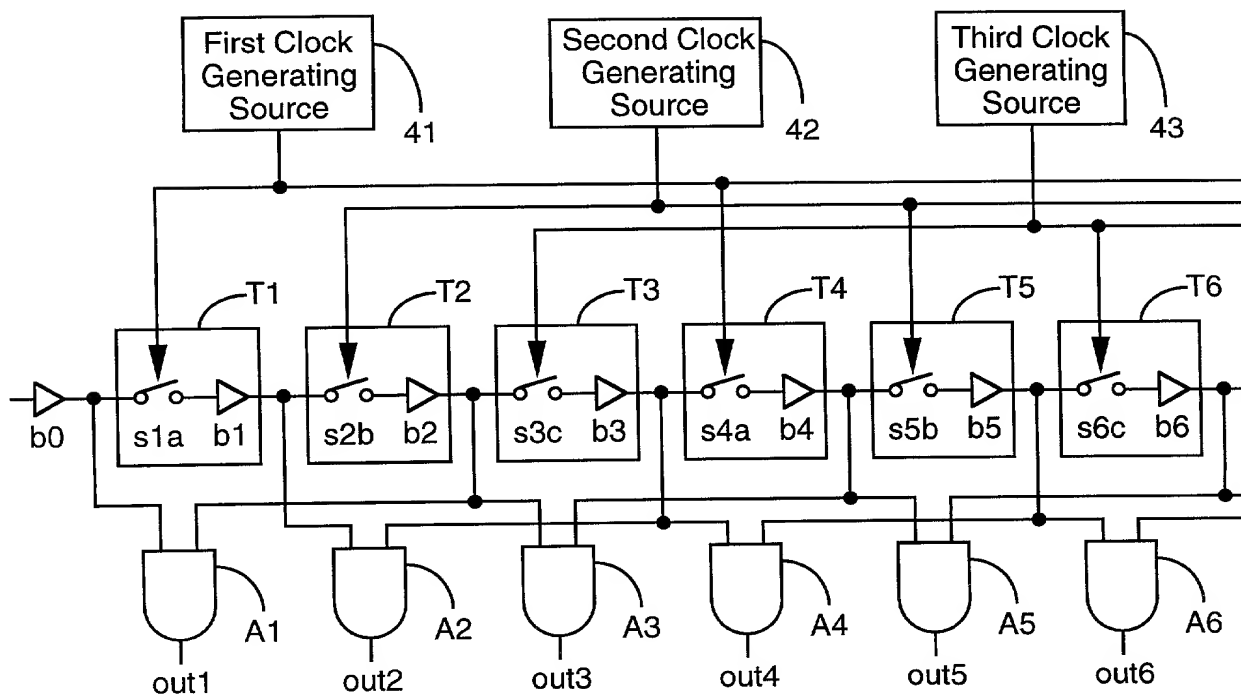 First Clock
Generating
Source
41
Second Clock
Generating
Source
42
Third Clock
Generating
Source
43
T1
T2
T3
T4
T5
T6
b0
s1a b1
s2b b2
s3c b3
s4a b4
s5b b5
s6c b6
A1
A2
A3
A4
A5
A6
out1
out2
out3
out4
out5
out6